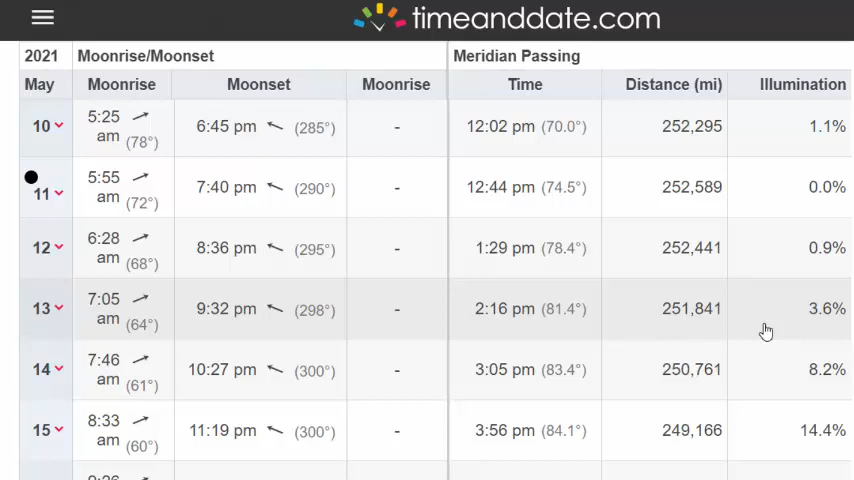 timeanddate.com
2021 Moonrise/Moonset Meridian Passing
May Moonrise Moonset Moonrise Time Distance (mi) Illumination
10 5:25 am (78°) 6:45 pm (285°) - 12:02 pm (70.0°) 252,295 1.1%
11 5:55 am (72°) 7:40 pm (290°) - 12:44 pm (74.5°) 252,589 0.0%
12 6:28 am (68°) 8:36 pm (295°) - 1:29 pm (78.4°) 252,441 0.9%
13 7:05 am (64°) 9:32 pm (298°) - 2:16 pm (81.4°) 251,841 3.6%
14 7:46 am (61°) 10:27 pm (300°) - 3:05 pm (83.4°) 250,761 8.2%
15 8:33 am (60°) 11:19 pm (300°) - 3:56 pm (84.1°) 249,166 14.4%